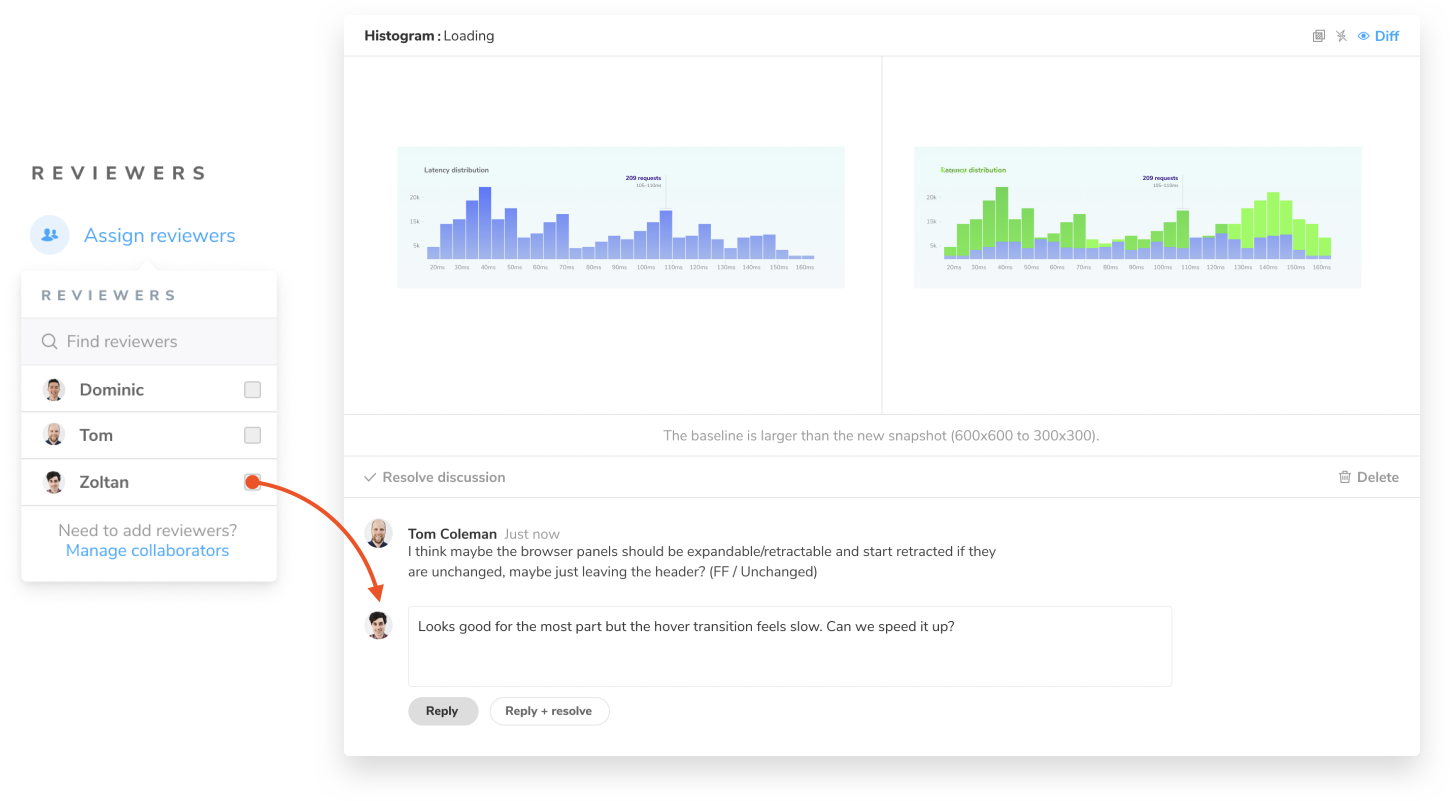 REVIEWERS
Assign reviewers
REVIEWERS
Find reviewers
Dominic
Tom
Zoltan
Need to add reviewers?
Manage collaborators
Histogram : Loading
Diff
Latency distribution
209 requests
105-110ms
20k
15k
5k
20ms 30ms 40ms 50ms 60ms 70ms 80ms 90ms 100ms 110ms 120ms 130ms 140ms 150ms 160ms
distribution
209 requests
105-110ms
20k
15k
5k
20ms 30ms 40ms 50ms 60ms 70ms 80ms 90ms 100ms 110ms 120ms 130ms 140ms 150ms 160ms
The baseline is larger than the new snapshot (600x600 to 300x300).
Resolve discussion
Delete
Tom Coleman Just now
I think maybe the browser panels should be expandable/retractable and start retracted if they
are unchanged, maybe just leaving the header? (FF / Unchanged)
Looks good for the most part but the hover transition feels slow. Can we speed it up?
Reply
Reply + resolve